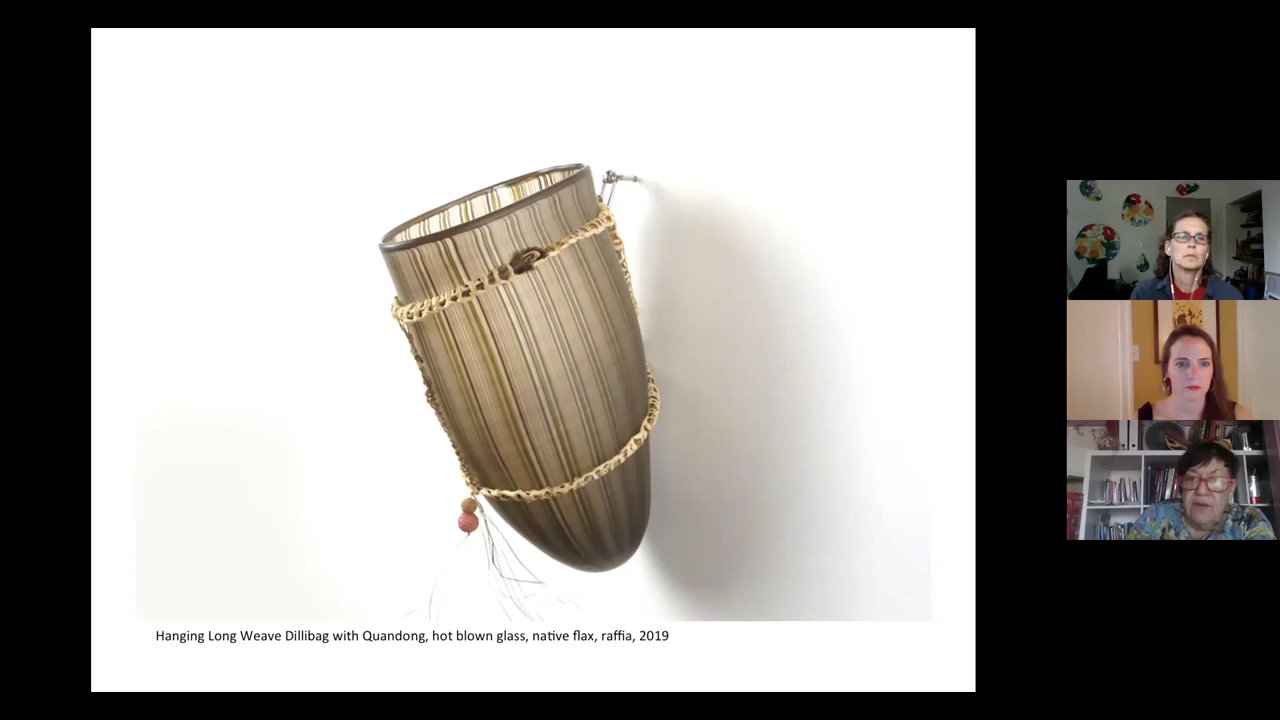 Hanging Long Weave Dillibag with Quandong, hot blown glass, native flax, raffia, 2019